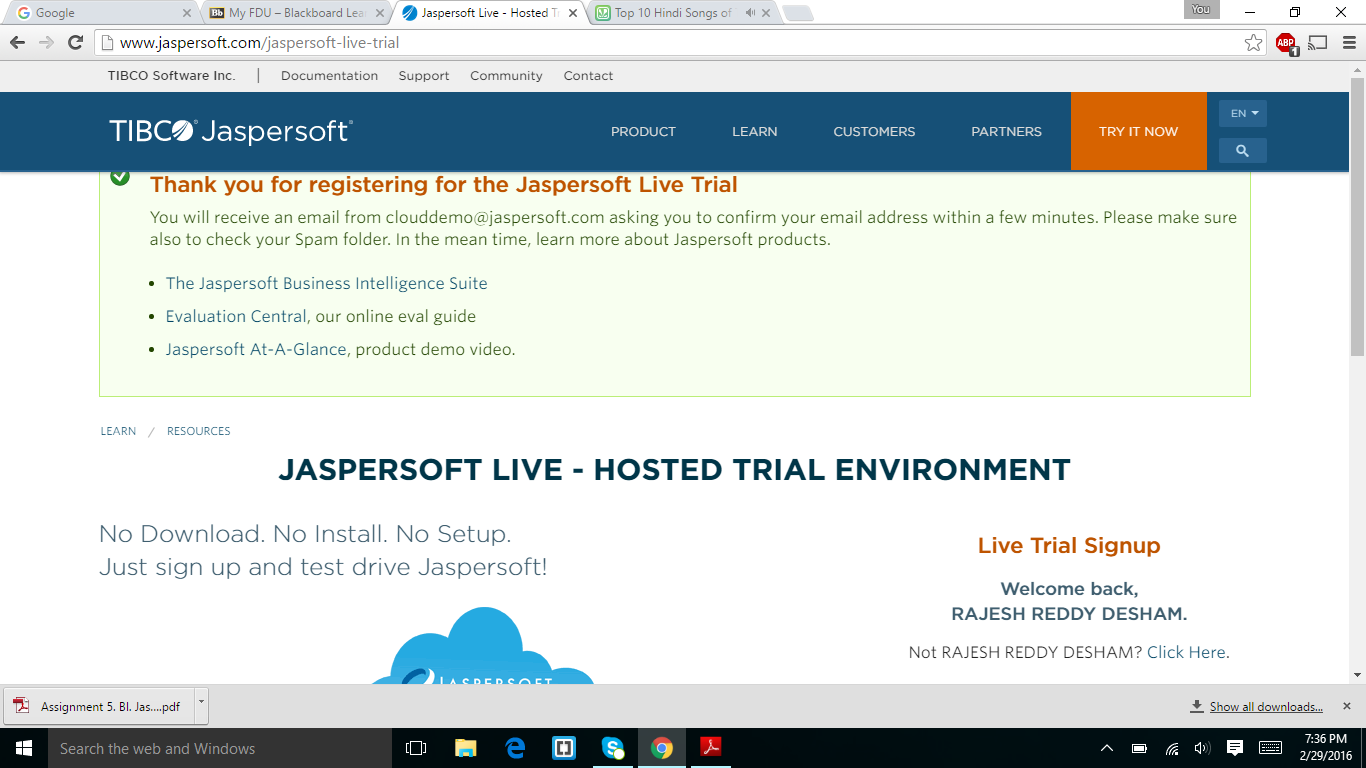 Google
My FDU – Blackboard Lea
Jaspersoft Live - Hosted T
Top 10 Hindi Songs of
You
www.jaspersoft.com/jaspersoft-live-trial
ABP
1
TIBCO Software Inc. | Documentation Support Community Contact
TIBCO Jaspersoft®
PRODUCT LEARN CUSTOMERS PARTNERS TRY IT NOW EN
Thank you for registering for the Jaspersoft Live Trial
You will receive an email from clouddemo@jaspersoft.com asking you to confirm your email address within a few minutes. Please make sure
also to check your Spam folder. In the mean time, learn more about Jaspersoft products.
• The Jaspersoft Business Intelligence Suite
• Evaluation Central, our online eval guide
• Jaspersoft At-A-Glance, product demo video.
LEARN / RESOURCES
JASPERSOFT LIVE - HOSTED TRIAL ENVIRONMENT
No Download. No Install. No Setup.
Just sign up and test drive Jaspersoft!
JASPERSOFT
Live Trial Signup
Welcome back,
RAJESH REDDY DESHAM.
Not RAJESH REDDY DESHAM? Click Here.
Assignment 5. BI. Jas....pdf
Show all downloads...
Search the web and Windows
7:36 PM
2/29/2016